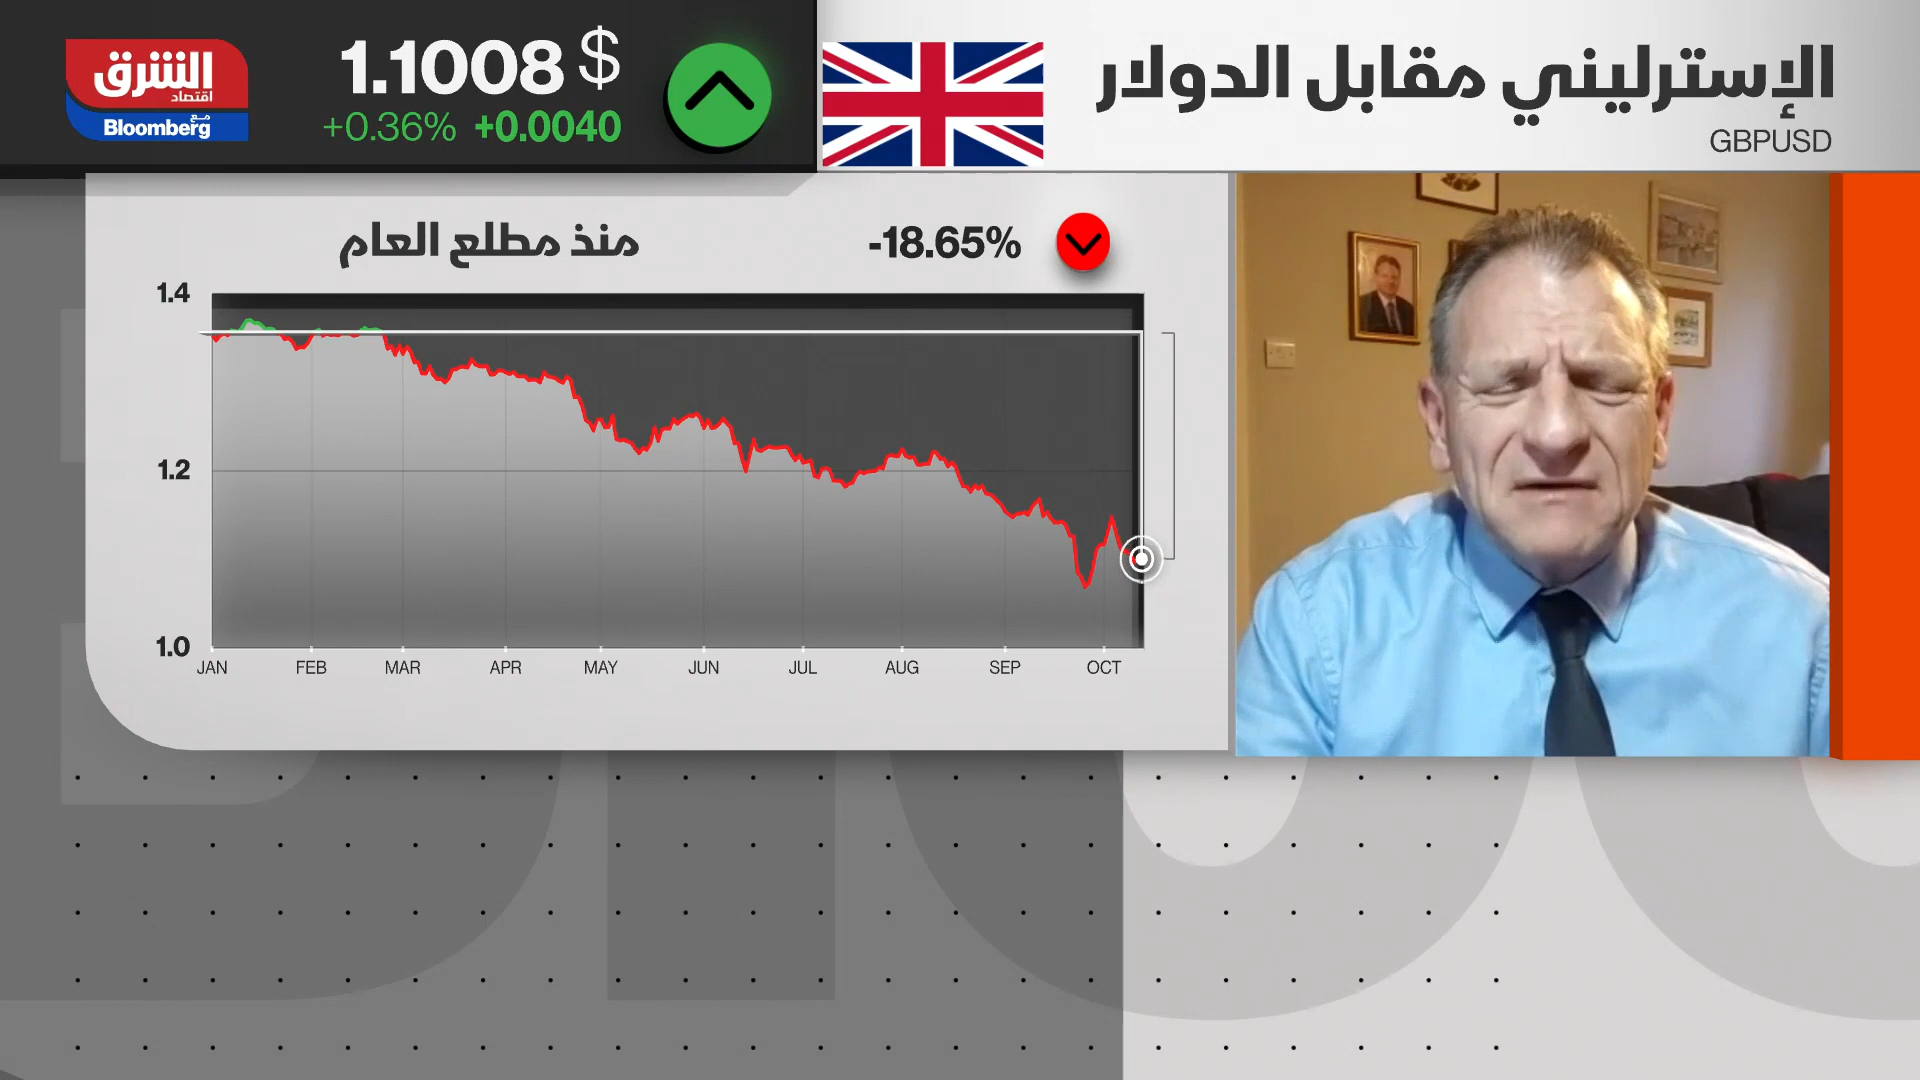 الشرق
اقتصاد
مع
Bloomberg
1.1008 $
+0.36% +0.0040
الإسترليني مقابل الدولار
GBPUSD
منذ مطلع العام
-18.65%
1.4
1.2
1.0
JAN FEB MAR APR MAY JUN JUL AUG SEP OCT